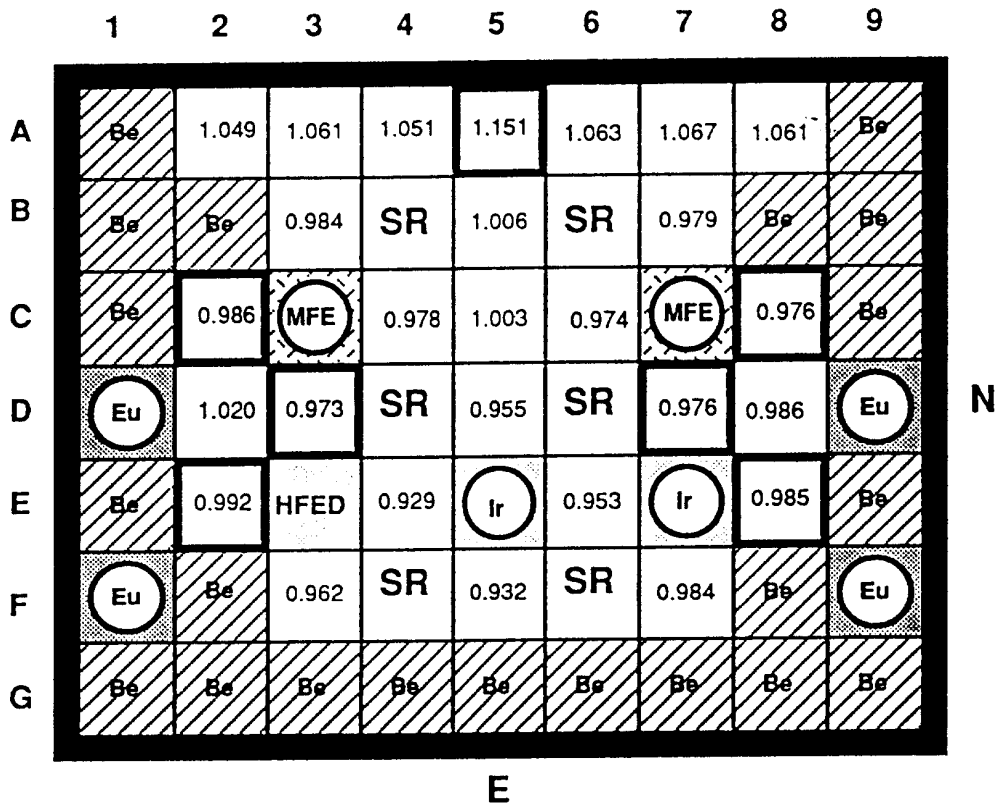 1 2 3 4 5 6 7 8 9
A Be 1.049 1.061 1.051 1.151 1.063 1.067 1.061 Be
B Be Be 0.984 SR 1.006 SR 0.979 Be Be
C Be 0.986 MFE 0.978 1.003 0.974 MFE 0.976 Be
D Eu 1.020 0.973 SR 0.955 SR 0.976 0.986 Eu N
E Be 0.992 HFED 0.929 Ir 0.953 Ir 0.985 Be
F Eu Be 0.962 SR 0.932 SR 0.984 Be Eu
G Be Be Be Be Be Be Be Be Be
E